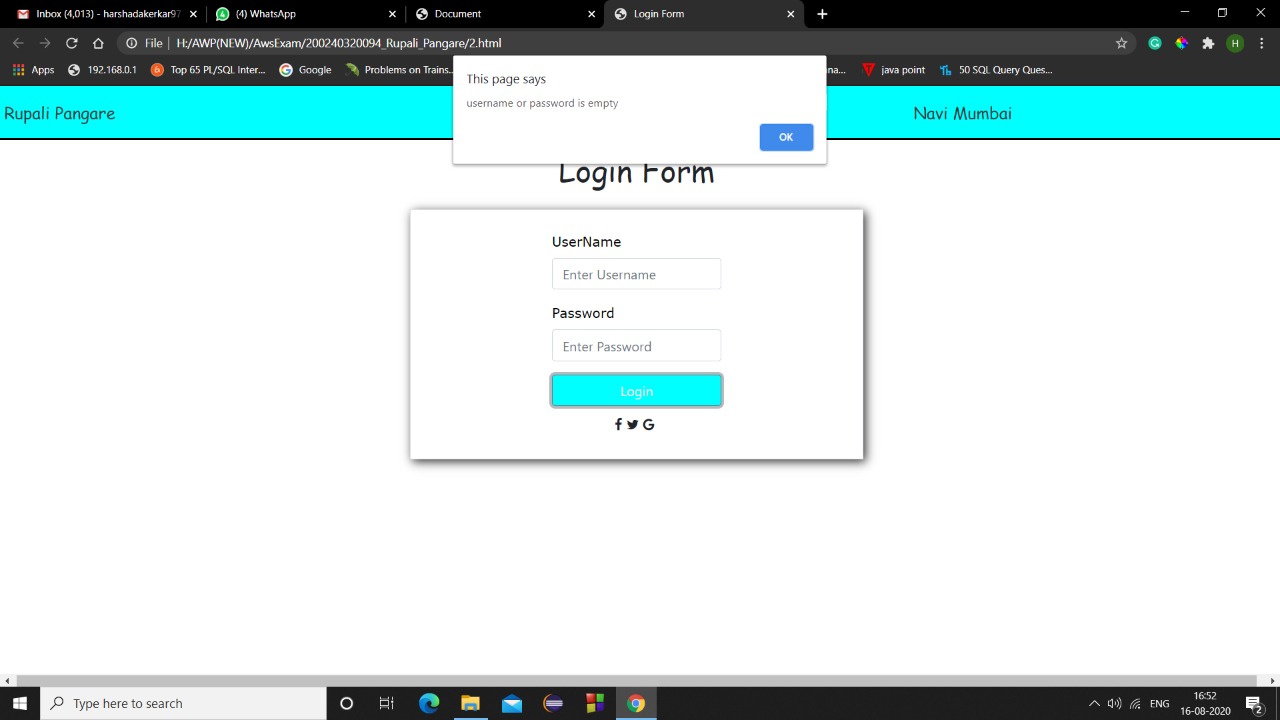 Inbox (4,013) - harshadakerkar97
(4) WhatsApp
Document
Login Form
File
H:/AWP(NEW)/AwsExam/200240320094_Rupali_Pangare/2.html
H
Apps
192.168.0.1
Top 65 PL/SQL Inter...
Google
Problems on Trains..
na...
java point
50 SQL Query Ques...
This page says
username or password is empty
OK
Rupali Pangare
Navi Mumbai
Login Form
UserName
Enter Username
Password
Enter Password
Login
Type here to search
ENG
16:52
16-08-2020
2